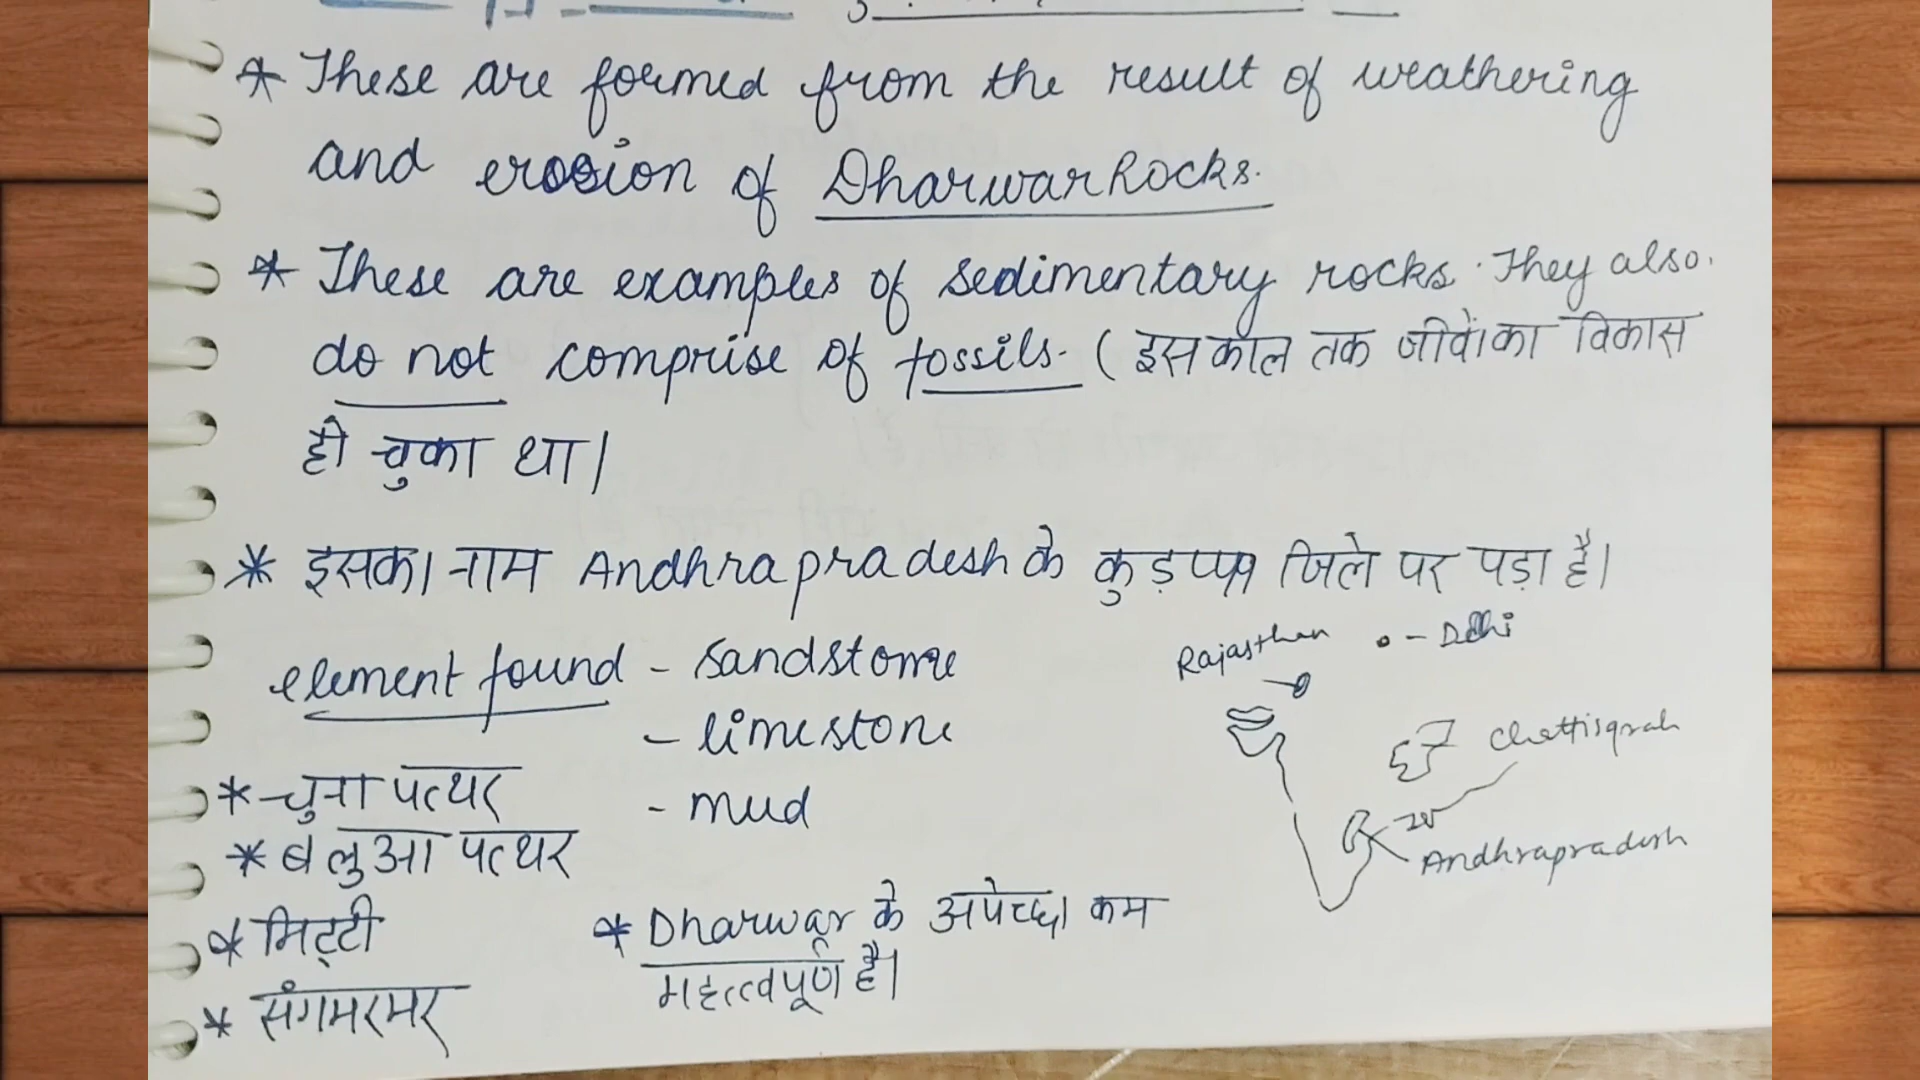 * These are formed from the result of weathering
and erosion of Dharwar Rocks.
* These are examples of sedimentary rocks. They also
do not comprise of fossils. (इस काल तक जीवों का विकास
हो चुका था।
* इसका नाम Andhrapradesh के कुड़प्पा जिले पर पड़ा है।
Rajasthan - Delhi
element found - sandstone
- limestone
Chettisgrah
* चुना पत्थर - mud
* बलुआ पत्थर
Andhrapradesh
* मिट्टी
* Dharwar के अपेच्छा कम
महत्त्वपूर्ण है।
* संगमरमर